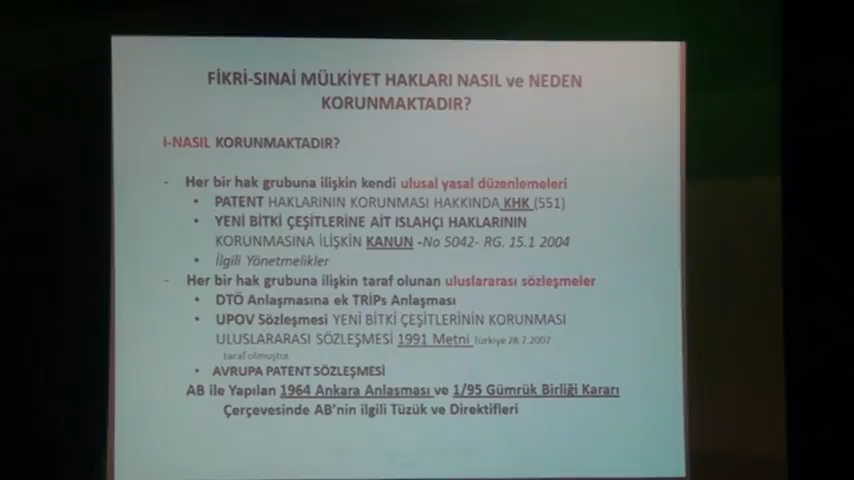 FİKRİ-SINAİ MÜLKİYET HAKLARI NASIL ve NEDEN
KORUNMAKTADIR?
I-NASIL KORUNMAKTADIR?
- Her bir hak grubuna ilişkin kendi ulusal yasal düzenlemeleri
• PATENT HAKLARININ KORUNMASI HAKKINDA KHK (551)
• YENİ BİTKİ ÇEŞİTLERİNE AİT ISLAHÇI HAKLARININ
KORUNMASINA İLİŞKİN KANUN -No 5042- RG. 15.1 2004
• İlgili Yönetmelikler
- Her bir hak grubuna ilişkin taraf olunan uluslararası sözleşmeler
• DTÖ Anlaşmasına ek TRİPs Anlaşması
• UPOV Sözleşmesi YENİ BİTKİ ÇEŞİTLERİNİN KORUNMASI
ULUSLARARASI SÖZLEŞMESİ 1991 Metni Türkiye 28.7.2007
taraf olmuştur.
• AVRUPA PATENT SÖZLEŞMESİ
AB ile Yapılan 1964 Ankara Anlaşması ve 1/95 Gümrük Birliği Kararı
Çerçevesinde AB'nin ilgili Tüzük ve Direktifleri